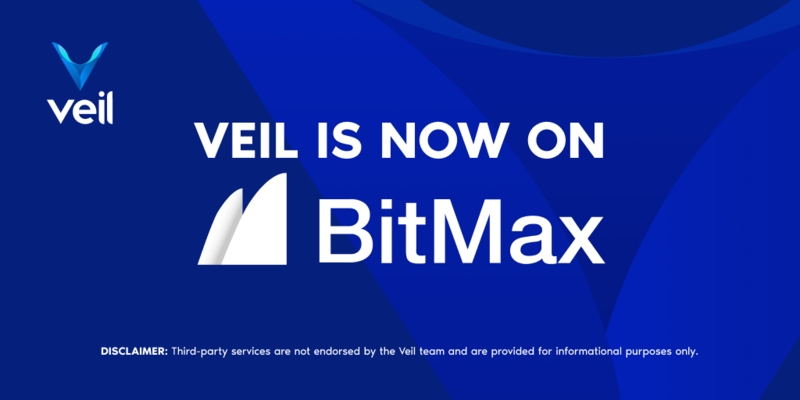 veil
VEIL IS NOW ON
BitMax
DISCLAIMER: Third-party services are not endorsed by the Veil team and are provided for informational purposes only.